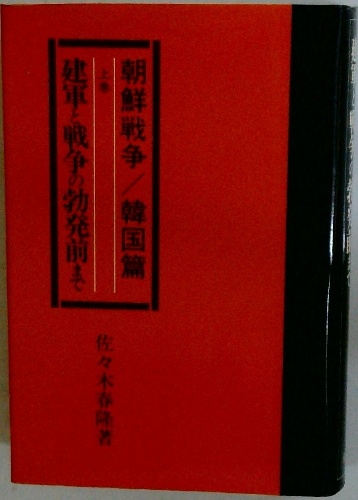 朝鮮戦争/韓国篇
上巻
建軍と戦争の勃発前まで
佐々木春隆著